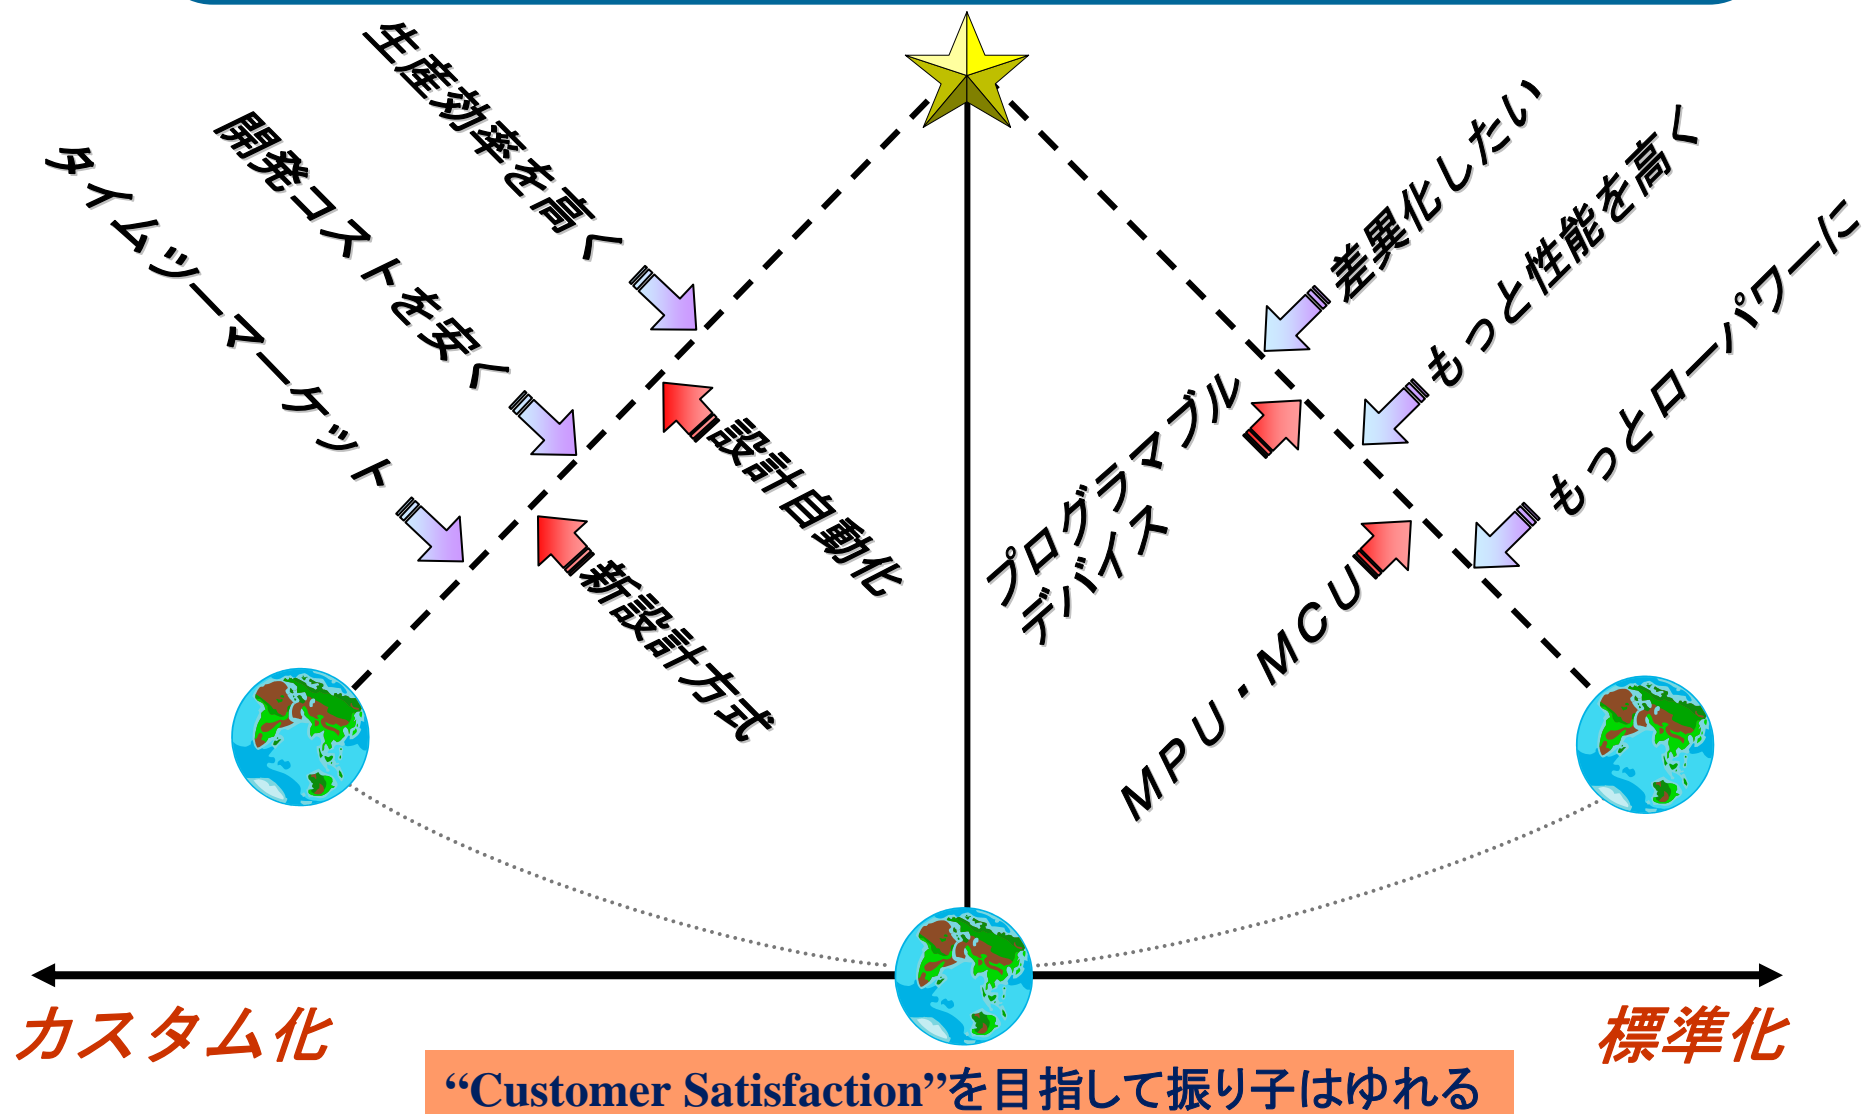 生産効率を高く
開発コストを安く
タイムツーマーケット
設計自動化
新設計方式
差異化したい
もっと性能を高く
もっとローパワーに
プログラマブル
デバイス
ＭＰＵ・ＭＣＵ
カスタム化
標準化
“Customer Satisfaction”を目指して振り子はゆれる